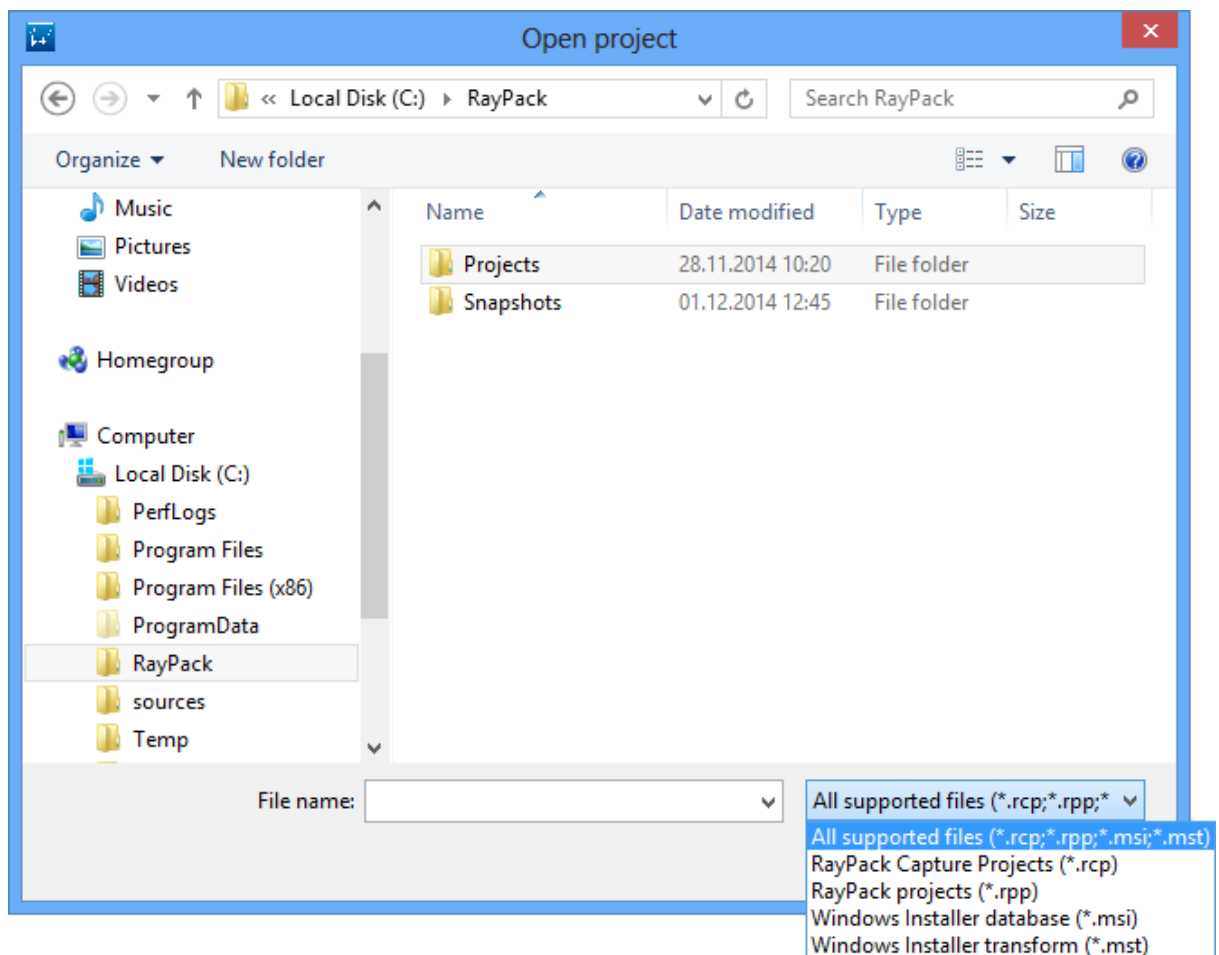 Open project
« Local Disk (C:) RayPack
Search RayPack
Organize New folder
Music
Pictures
Videos
Homegroup
Computer
Local Disk (C:)
PerfLogs
Program Files
Program Files (x86)
ProgramData
RayPack
sources
Temp
Name Date modified Type Size
Projects 28.11.2014 10:20 File folder
Snapshots 01.12.2014 12:45 File folder
File name:
All supported files (*.rcp;*.rpp;*
All supported files (*.rcp;*.rpp;*.msi;*.mst)
RayPack Capture Projects (*.rcp)
RayPack projects (*.rpp)
Windows Installer database (*.msi)
Windows Installer transform (*.mst)